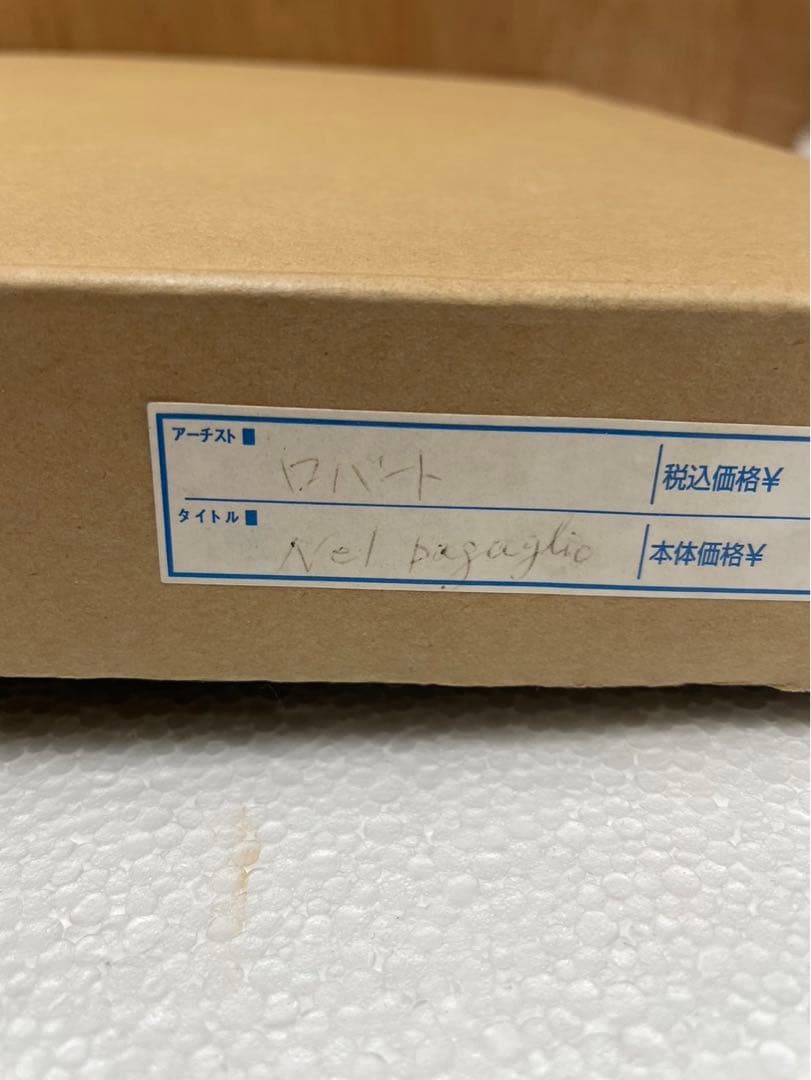 アーチスト
ロバート
税込価格¥
タイトル
Nel bagaglio
本体価格¥